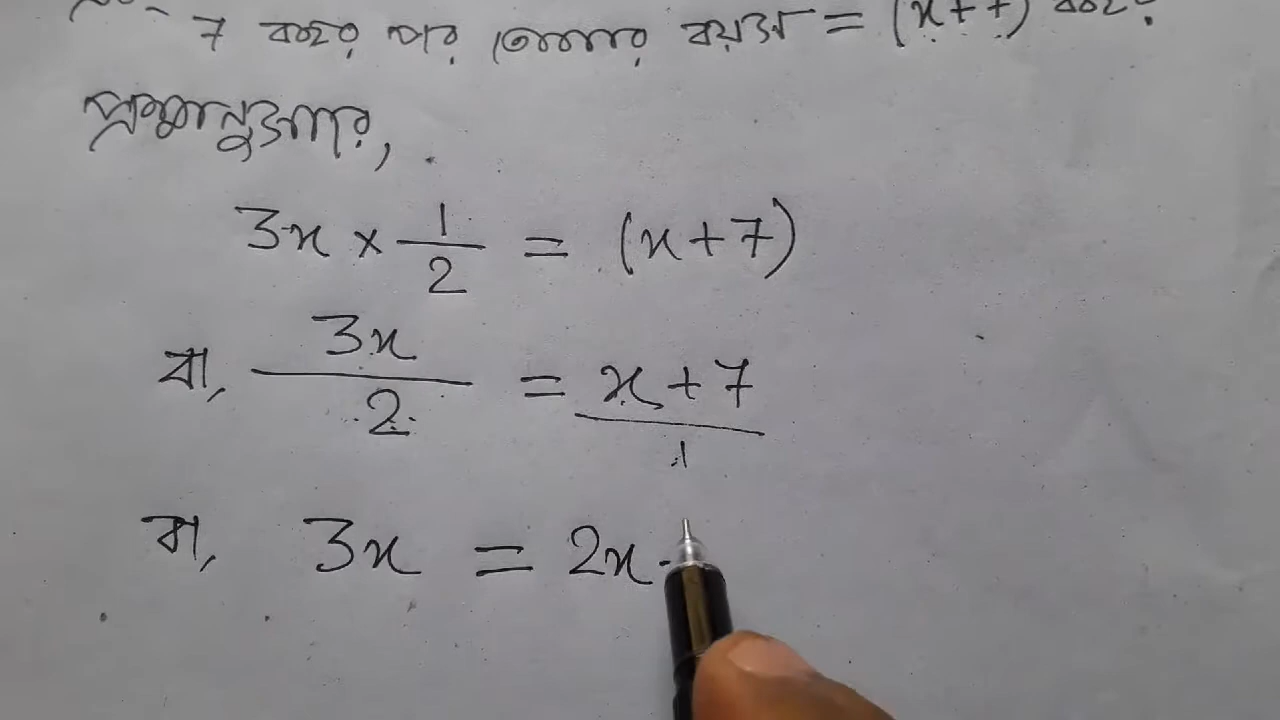 7 বছর পর তোমার বয়স = (x + 7) বছর
প্রশ্নানুসারে,
3x × 1/2 = (x + 7)
বা, 3x/2 = x + 7/1
বা, 3x = 2x